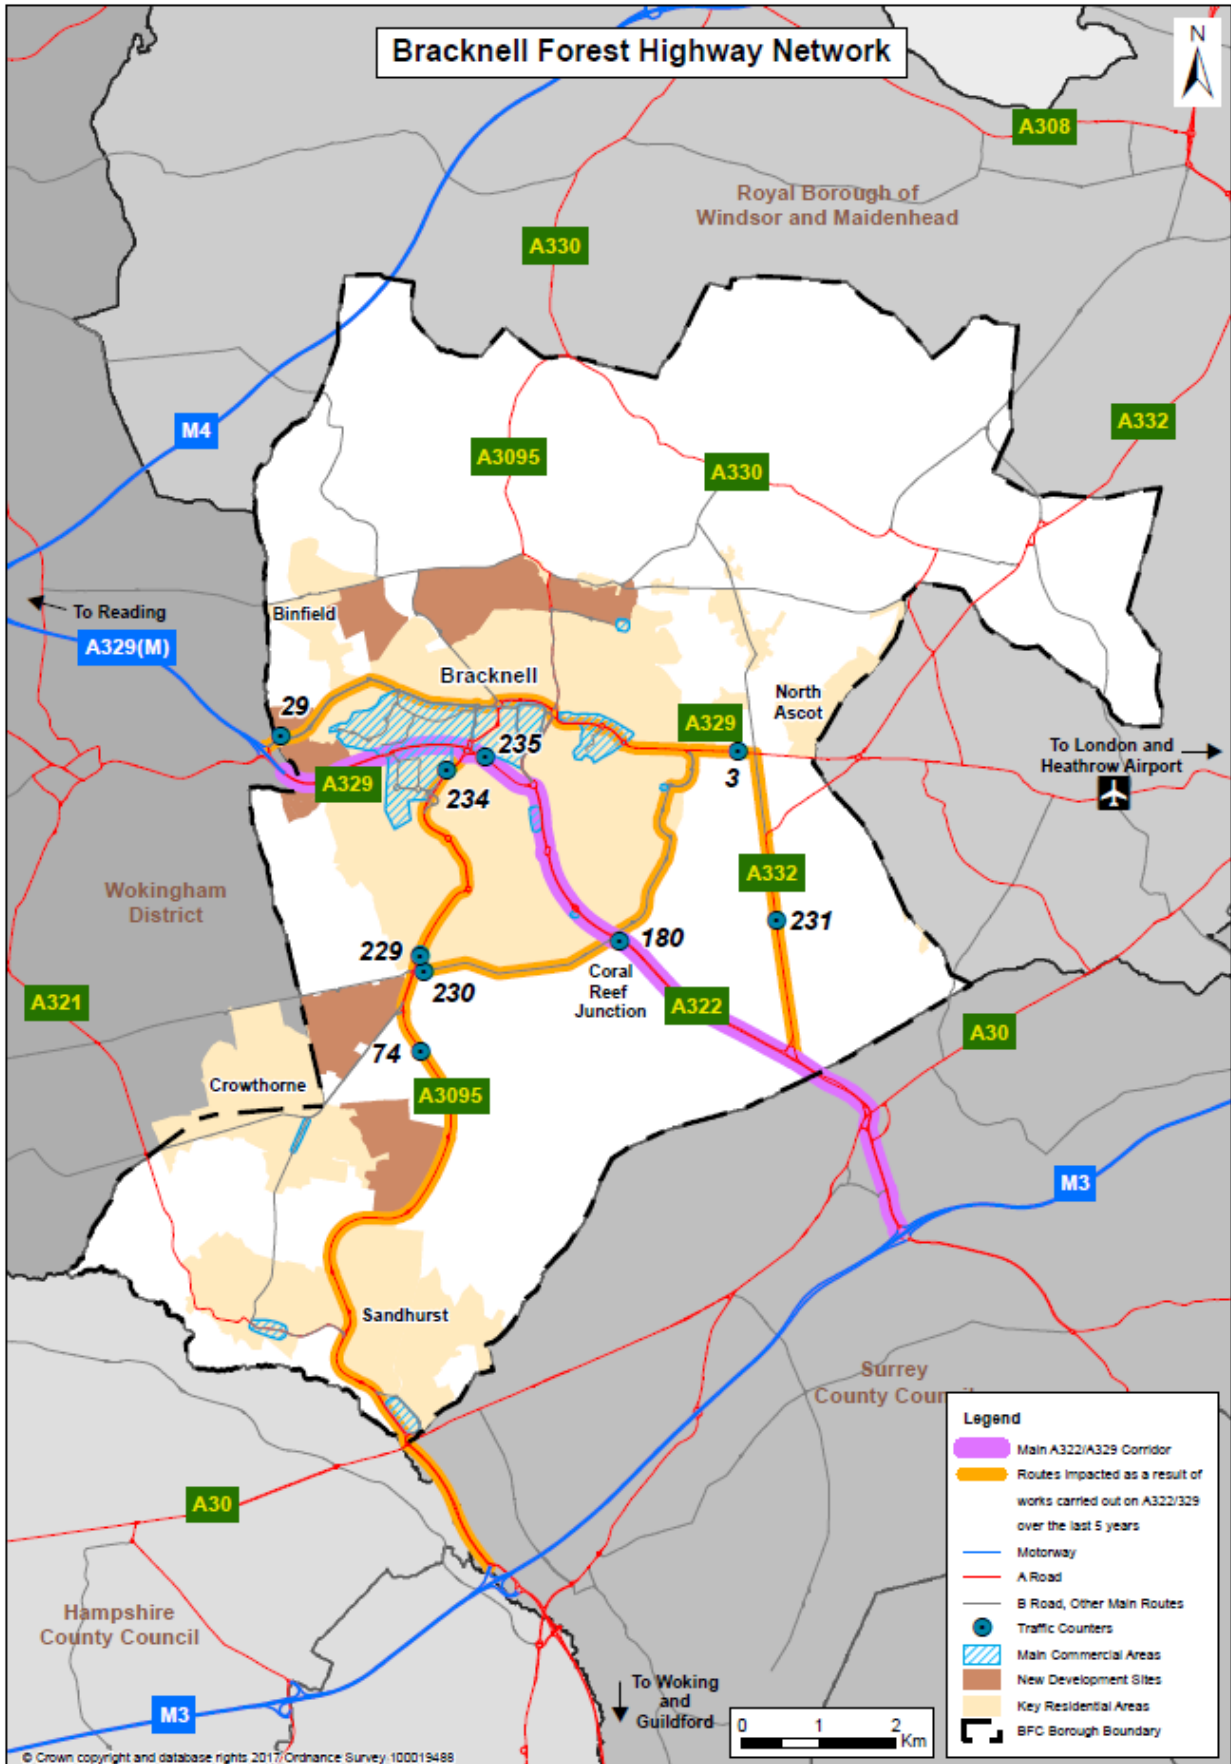 Bracknell Forest Highway Network
N
A308
Royal Borough of
Windsor and Maidenhead
A330
A332
M4
A3095
A330
To Reading
Binfield
A329(M)
Bracknell
North
Ascot
29
A329
235
To London and
Heathrow Airport
3
A329
234
A332
Wokingham
District
231
229
180
230
Coral
Reef
Junction
A321
A322
A30
74
Crowthorne
A3095
M3
Sandhurst
Surrey
County Counci
A30
Hampshire
County Council
M3
To Woking
and
Guildford
Legend
Main A322/A329 Corridor
Routes Impacted as a result of
works carried out on A322/329
over the last 5 years
Motorway
A Road
B Road, Other Main Routes
Traffic Counters
Main Commercial Areas
New Development Sites
Key Residential Areas
BFC Borough Boundary
0 1 2
Km
© Crown copyright and database rights 2017 Ordnance Survey 100019488